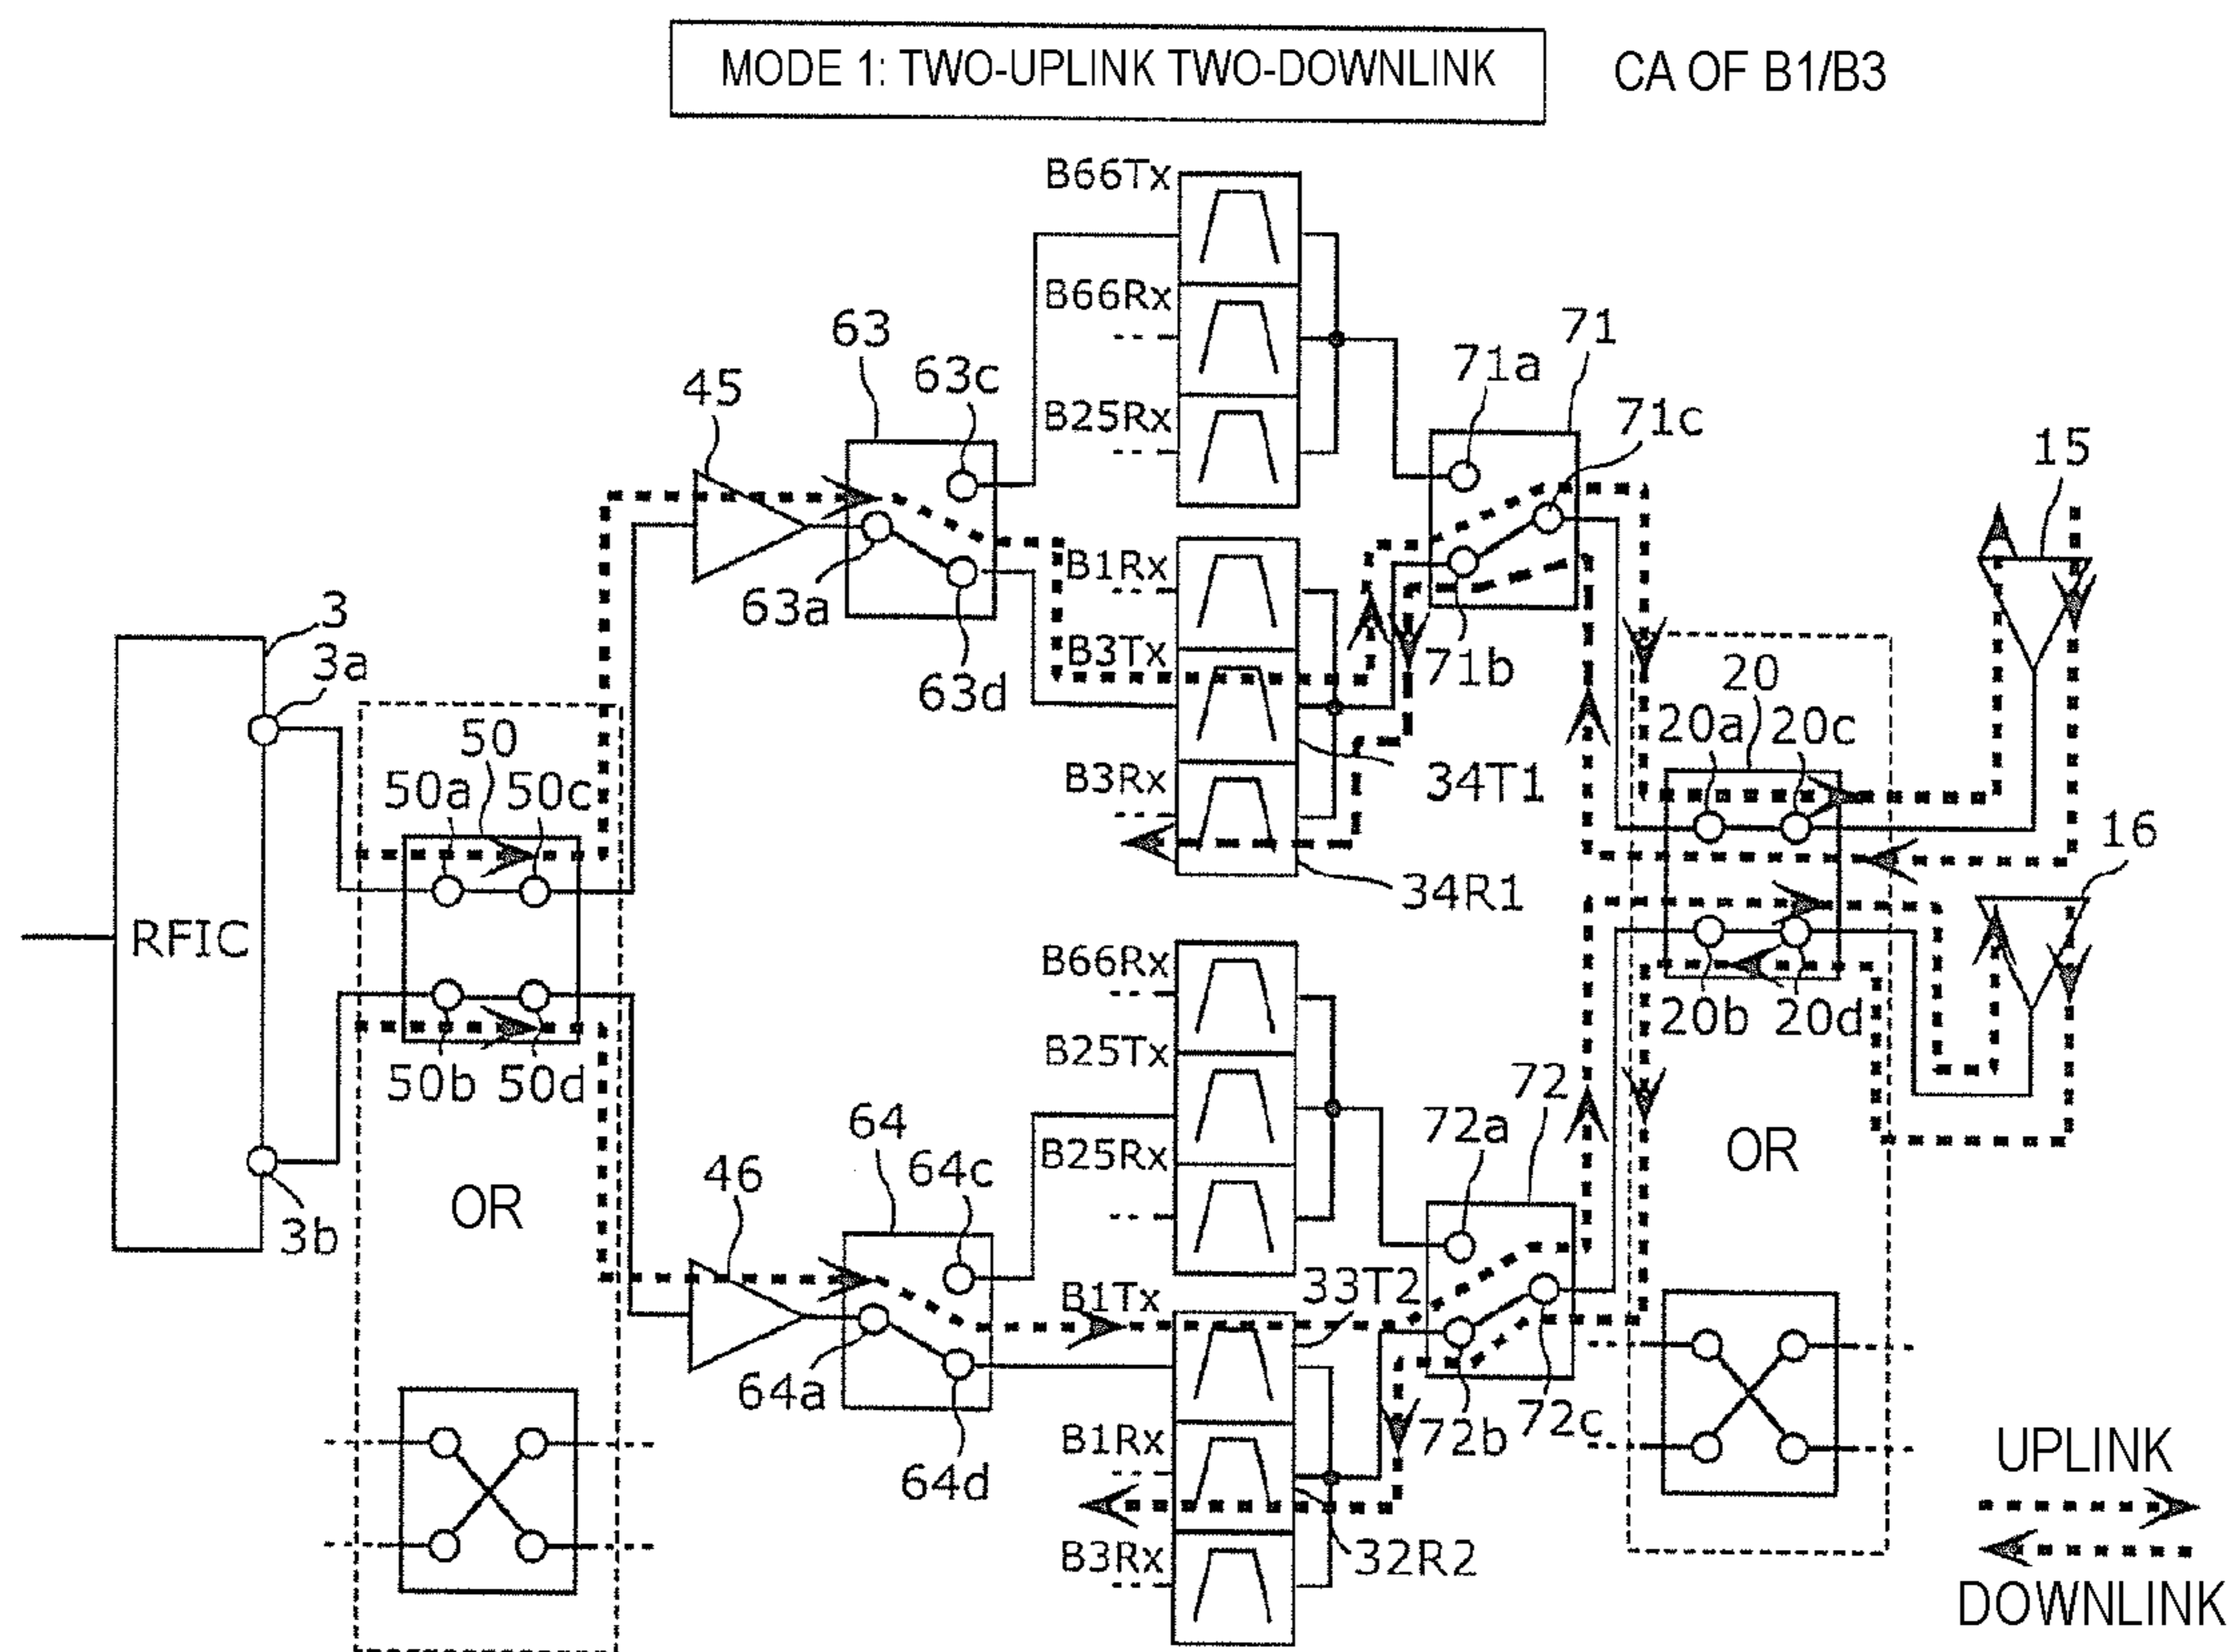 MODE 1: TWO-UPLINK TWO-DOWNLINK CA OF B1/B3
B66Tx
B66Rx
B25Rx
63
63c
45
63a
63d
71
71a
71c
71b
15
B1Rx
B3Tx
B3Rx
34T1
34R1
3
3a
RFIC
3b
50
50a 50c
50b 50d
OR
20
20a 20c
20b 20d
16
OR
B66Rx
B25Tx
B25Rx
64
64c
46
64a
64d
72
72a
72b
72c
B1Tx
33T2
B1Rx
B3Rx
32R2
UPLINK
DOWNLINK